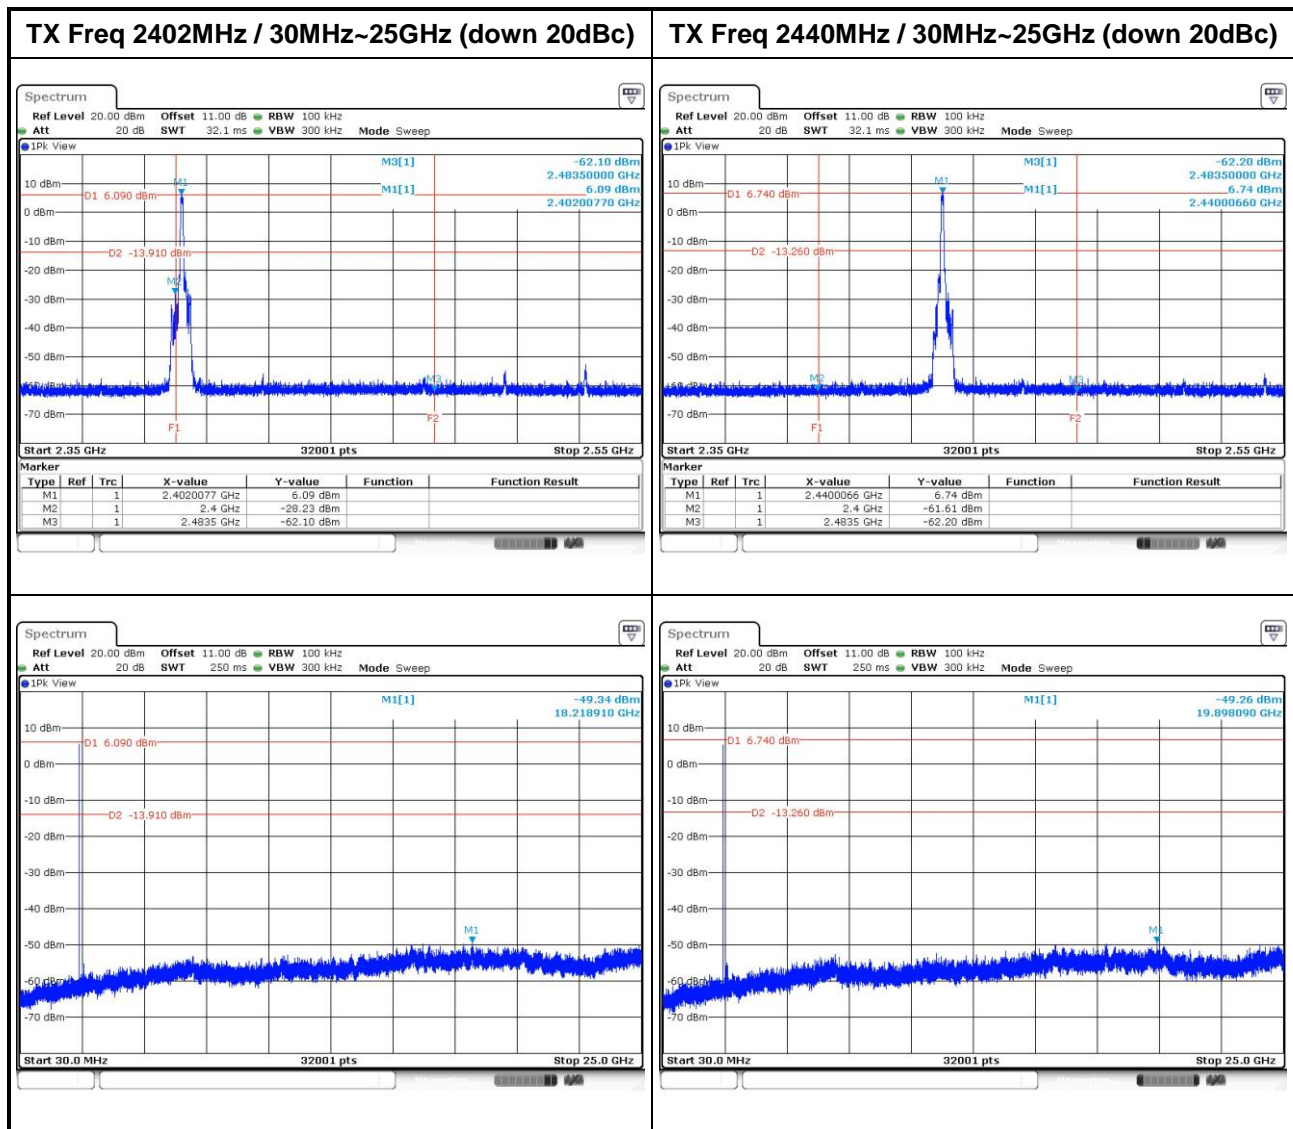 TX Freq 2402MHz / 30MHz~25GHz (down 20dBc)
TX Freq 2440MHz / 30MHz~25GHz (down 20dBc)
Spectrum
Ref Level 20.00 dBm Offset 11.00 dB RBW 100 kHz
Att 20 dB SWT 32.1 ms VBW 300 kHz Mode Sweep
1Pk View
M3[1] -62.10 dBm
2.48350000 GHz
M1[1] 6.09 dBm
2.40200770 GHz
10 dBm
D1 6.090 dBm
M1
0 dBm
-10 dBm
D2 -13.910 dBm
-20 dBm
M2
-30 dBm
-40 dBm
-50 dBm
-60 dBm
M3
-70 dBm
F1
F2
Start 2.35 GHz 32001 pts Stop 2.55 GHz
Marker
Type Ref Trc X-value Y-value Function Function Result
M1 1 2.4020077 GHz 6.09 dBm
M2 1 2.4 GHz -28.23 dBm
M3 1 2.4835 GHz -62.10 dBm
Spectrum
Ref Level 20.00 dBm Offset 11.00 dB RBW 100 kHz
Att 20 dB SWT 32.1 ms VBW 300 kHz Mode Sweep
1Pk View
M3[1] -62.20 dBm
2.48350000 GHz
M1[1] 6.74 dBm
2.44000660 GHz
10 dBm
D1 6.740 dBm
M1
0 dBm
-10 dBm
D2 -13.260 dBm
-20 dBm
-30 dBm
-40 dBm
-50 dBm
-60 dBm
M2
M3
-70 dBm
F1
F2
Start 2.35 GHz 32001 pts Stop 2.55 GHz
Marker
Type Ref Trc X-value Y-value Function Function Result
M1 1 2.4400066 GHz 6.74 dBm
M2 1 2.4 GHz -61.61 dBm
M3 1 2.4835 GHz -62.20 dBm
Spectrum
Ref Level 20.00 dBm Offset 11.00 dB RBW 100 kHz
Att 20 dB SWT 250 ms VBW 300 kHz Mode Sweep
1Pk View
M1[1] -49.34 dBm
18.218910 GHz
10 dBm
D1 6.090 dBm
0 dBm
-10 dBm
D2 -13.910 dBm
-20 dBm
-30 dBm
-40 dBm
M1
-50 dBm
-60 dBm
-70 dBm
Start 30.0 MHz 32001 pts Stop 25.0 GHz
Spectrum
Ref Level 20.00 dBm Offset 11.00 dB RBW 100 kHz
Att 20 dB SWT 250 ms VBW 300 kHz Mode Sweep
1Pk View
M1[1] -49.26 dBm
19.898090 GHz
10 dBm
D1 6.740 dBm
0 dBm
-10 dBm
D2 -13.260 dBm
-20 dBm
-30 dBm
-40 dBm
M1
-50 dBm
-60 dBm
-70 dBm
Start 30.0 MHz 32001 pts Stop 25.0 GHz